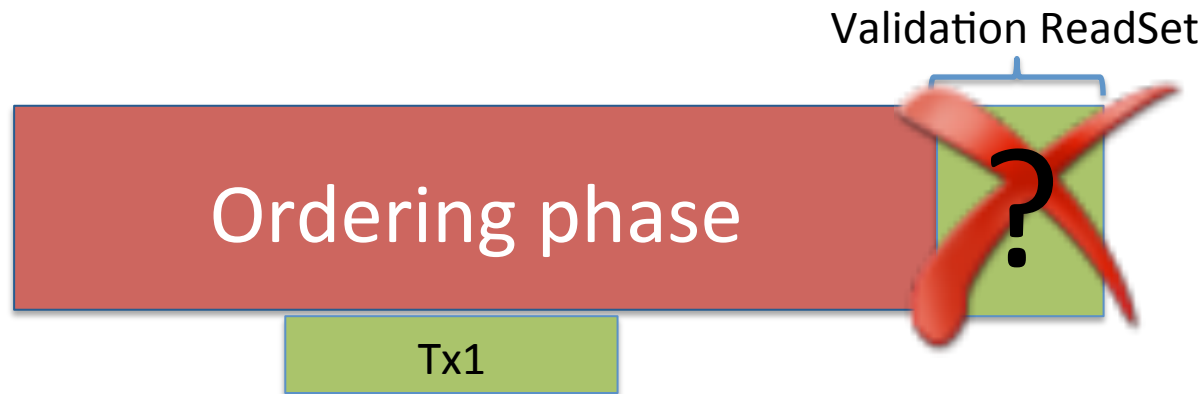 Validation ReadSet
Ordering phase
?
Tx1